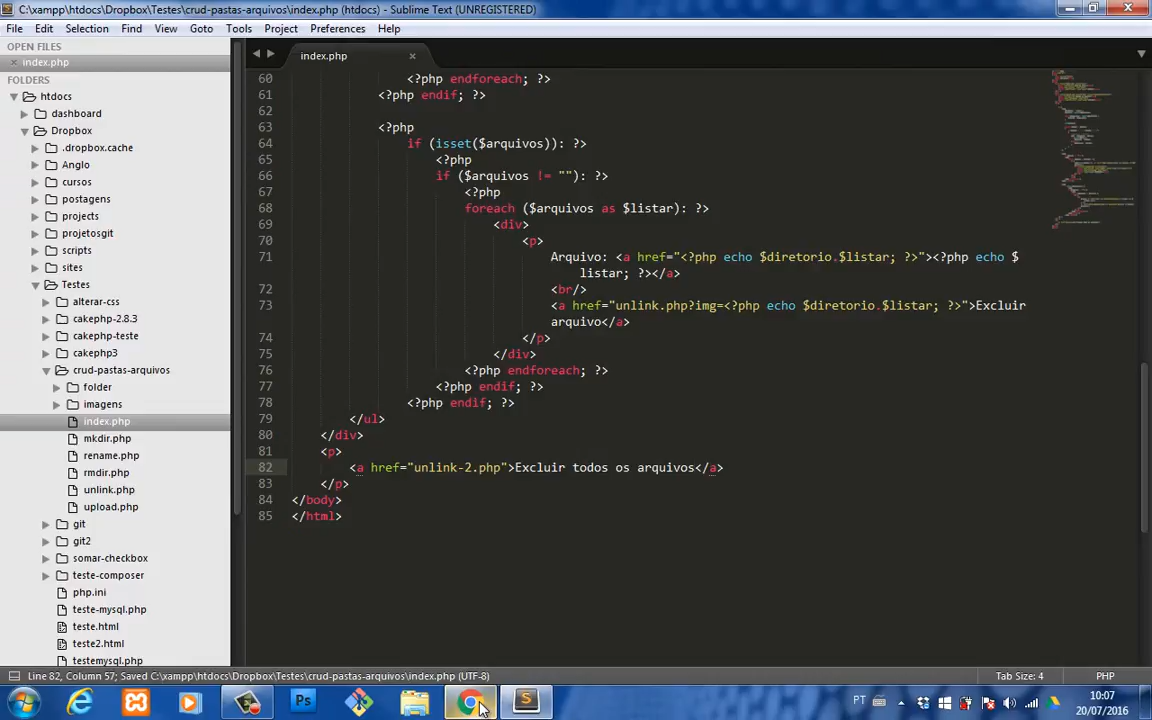 C:\xampp\htdocs\Dropbox\Testes\crud-pastas-arquivos\index.php (htdocs) - Sublime Text (UNREGISTERED)
File Edit Selection Find View Goto Tools Project Preferences Help
OPEN FILES
× index.php
FOLDERS
htdocs
dashboard
Dropbox
.dropbox.cache
Anglo
cursos
postagens
projects
projetosgit
scripts
sites
Testes
alterar-css
cakephp-2.8.3
cakephp-teste
cakephp3
crud-pastas-arquivos
folder
imagens
index.php
mkdir.php
rename.php
rmdir.php
unlink.php
upload.php
git
git2
somar-checkbox
teste-composer
php.ini
teste-mysql.php
teste.html
teste2.html
testemysql.php
index.php ×
60 <?php endforeach; ?>
61 <?php endif; ?>
62
63 <?php
64 if (isset($arquivos)): ?>
65 <?php
66 if ($arquivos != ""): ?>
67 <?php
68 foreach ($arquivos as $listar): ?>
69 <div>
70 <p>
71 Arquivo: <a href="<?php echo $diretorio.$listar; ?>"><?php echo $
listar; ?></a>
72 <br/>
73 <a href="unlink.php?img=<?php echo $diretorio.$listar; ?>">Excluir
arquivo</a>
74 </p>
75 </div>
76 <?php endforeach; ?>
77 <?php endif; ?>
78 <?php endif; ?>
79 </ul>
80 </div>
81 <p>
82 <a href="unlink-2.php">Excluir todos os arquivos</a>
83 </p>
84 </body>
85 </html>
Line 82, Column 57; Saved C:\xampp\htdocs\Dropbox\Testes\crud-pastas-arquivos\index.php (UTF-8) Tab Size: 4 PHP
Ps S PT 10:07
20/07/2016